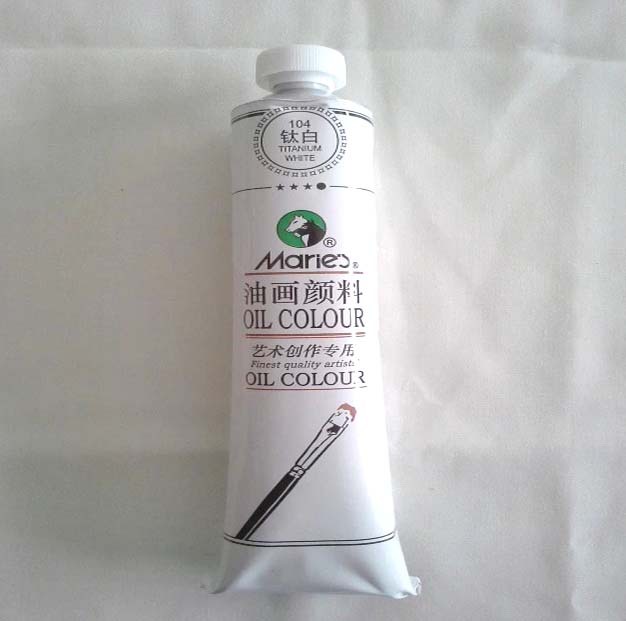 104
钛白
TITANIUM
WHITE
Marie's
油画颜料
OIL COLOUR
艺术创作专用
Finest quality artists
OIL COLOUR